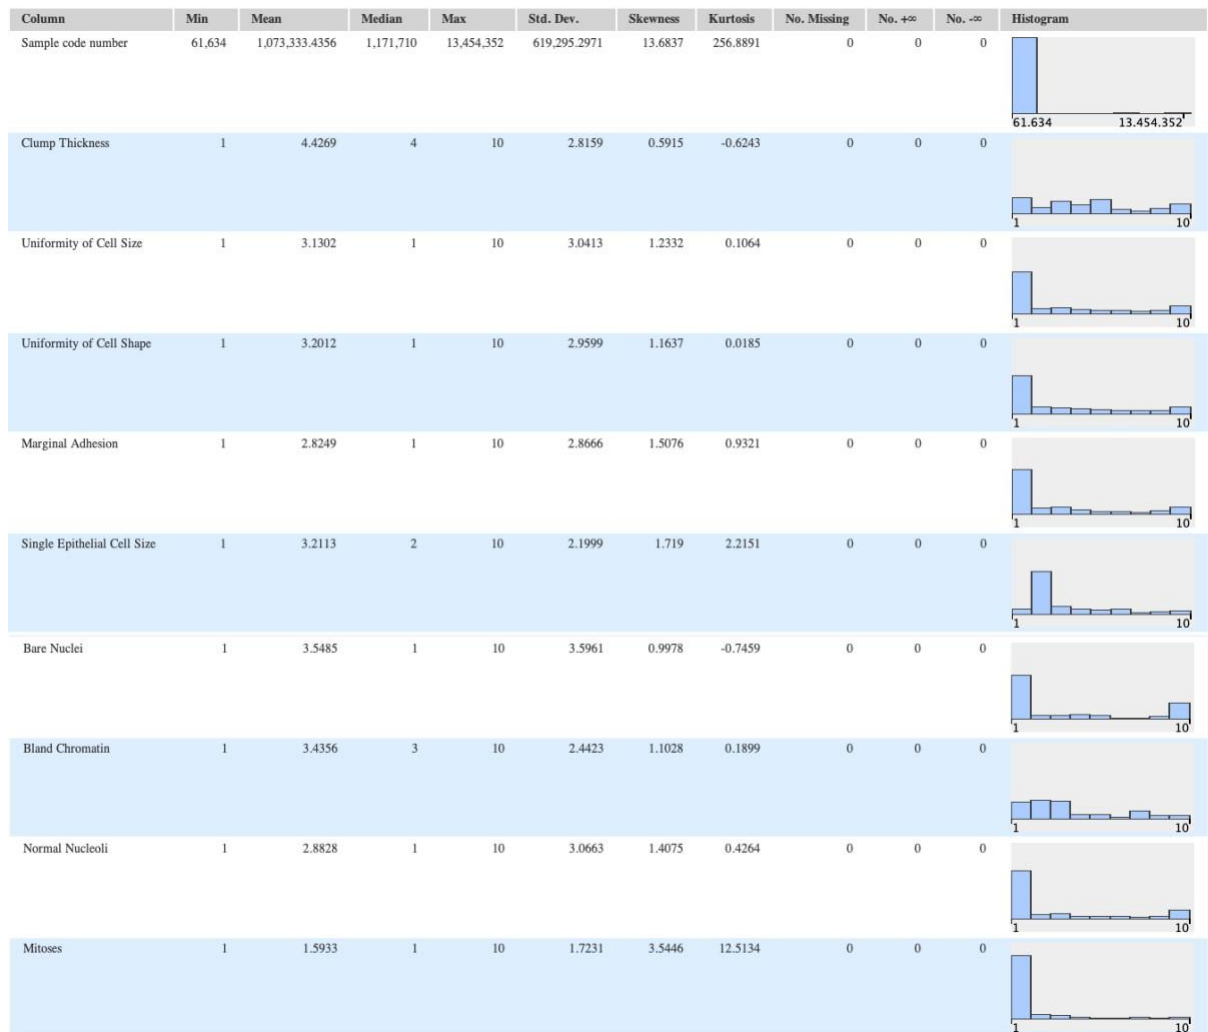 Column Min Mean Median Max Std. Dev. Skewness Kurtosis No. Missing No. +∞ No. -∞ Histogram
Sample code number 61,634 1,073,333.4356 1,171,710 13,454,352 619,295.2971 13.6837 256.8891 0 0 0
61.634 13.454.352
Clump Thickness 1 4.4269 4 10 2.8159 0.5915 -0.6243 0 0 0
1 10
Uniformity of Cell Size 1 3.1302 1 10 3.0413 1.2332 0.1064 0 0 0
1 10
Uniformity of Cell Shape 1 3.2012 1 10 2.9599 1.1637 0.0185 0 0 0
1 10
Marginal Adhesion 1 2.8249 1 10 2.8666 1.5076 0.9321 0 0 0
1 10
Single Epithelial Cell Size 1 3.2113 2 10 2.1999 1.719 2.2151 0 0 0
1 10
Bare Nuclei 1 3.5485 1 10 3.5961 0.9978 -0.7459 0 0 0
1 10
Bland Chromatin 1 3.4356 3 10 2.4423 1.1028 0.1899 0 0 0
1 10
Normal Nucleoli 1 2.8828 1 10 3.0663 1.4075 0.4264 0 0 0
1 10
Mitoses 1 1.5933 1 10 1.7231 3.5446 12.5134 0 0 0
1 10